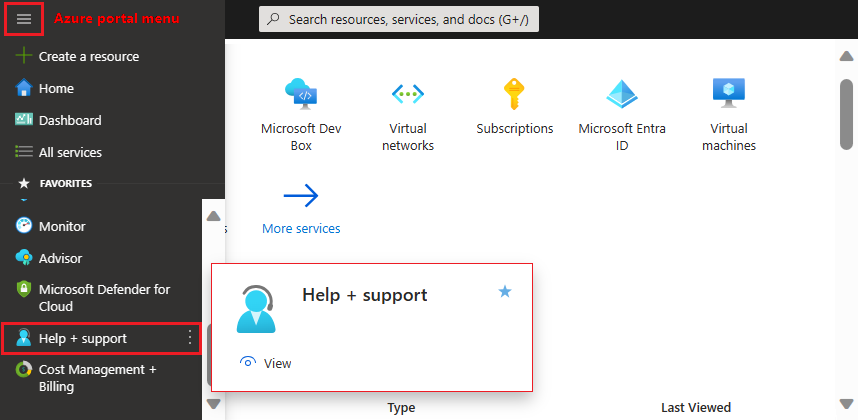 Azure portal menu
Search resources, services, and docs (G+/)
Create a resource
Home
Dashboard
All services
FAVORITES
Monitor
Advisor
Microsoft Defender for
Cloud
Help + support
Cost Management +
Billing
Microsoft Dev
Box
Virtual
networks
Subscriptions
Microsoft Entra
ID
Virtual
machines
More services
Help + support
View
Type
Last Viewed